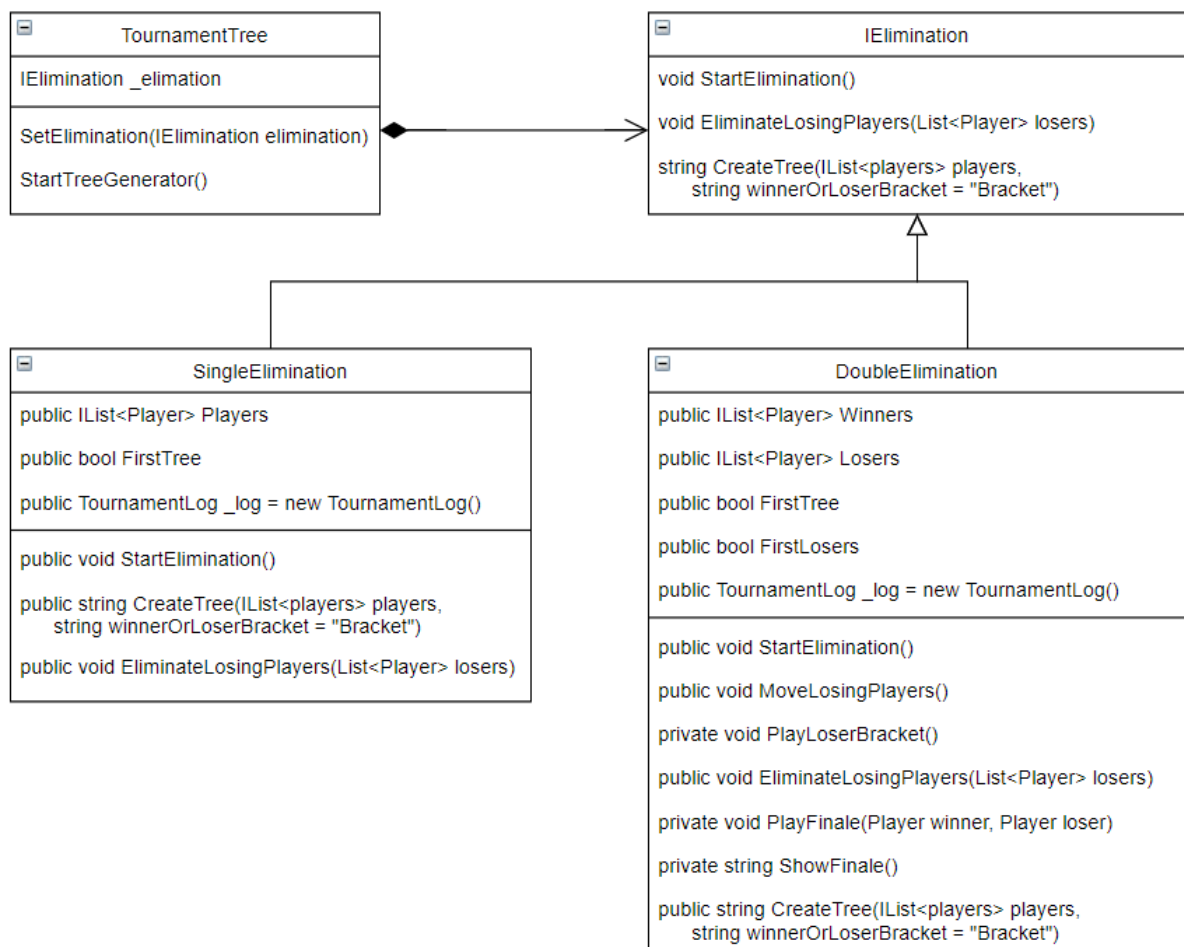 TournamentTree
IElimination _elimation
SetElimination(IElimination elimination)
StartTreeGenerator()
IElimination
void StartElimination()
void EliminateLosingPlayers(List<Player> losers)
string CreateTree(IList<players> players,
string winnerOrLoserBracket = "Bracket")
SingleElimination
public IList<Player> Players
public bool FirstTree
public TournamentLog _log = new TournamentLog()
public void StartElimination()
public string CreateTree(IList<players> players,
string winnerOrLoserBracket = "Bracket")
public void EliminateLosingPlayers(List<Player> losers)
DoubleElimination
public IList<Player> Winners
public IList<Player> Losers
public bool FirstTree
public bool FirstLosers
public TournamentLog _log = new TournamentLog()
public void StartElimination()
public void MoveLosingPlayers()
private void PlayLoserBracket()
public void EliminateLosingPlayers(List<Player> losers)
private void PlayFinale(Player winner, Player loser)
private string ShowFinale()
public string CreateTree(IList<players> players,
string winnerOrLoserBracket = "Bracket")